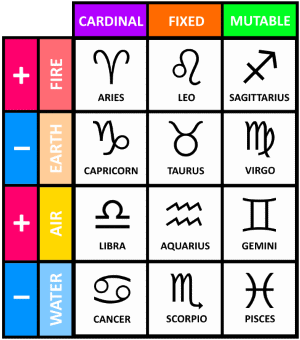 CARDINAL FIXED MUTABLE
+ FIRE
ARIES LEO SAGITTARIUS
− EARTH
CAPRICORN TAURUS VIRGO
+ AIR
LIBRA AQUARIUS GEMINI
− WATER
CANCER SCORPIO PISCES